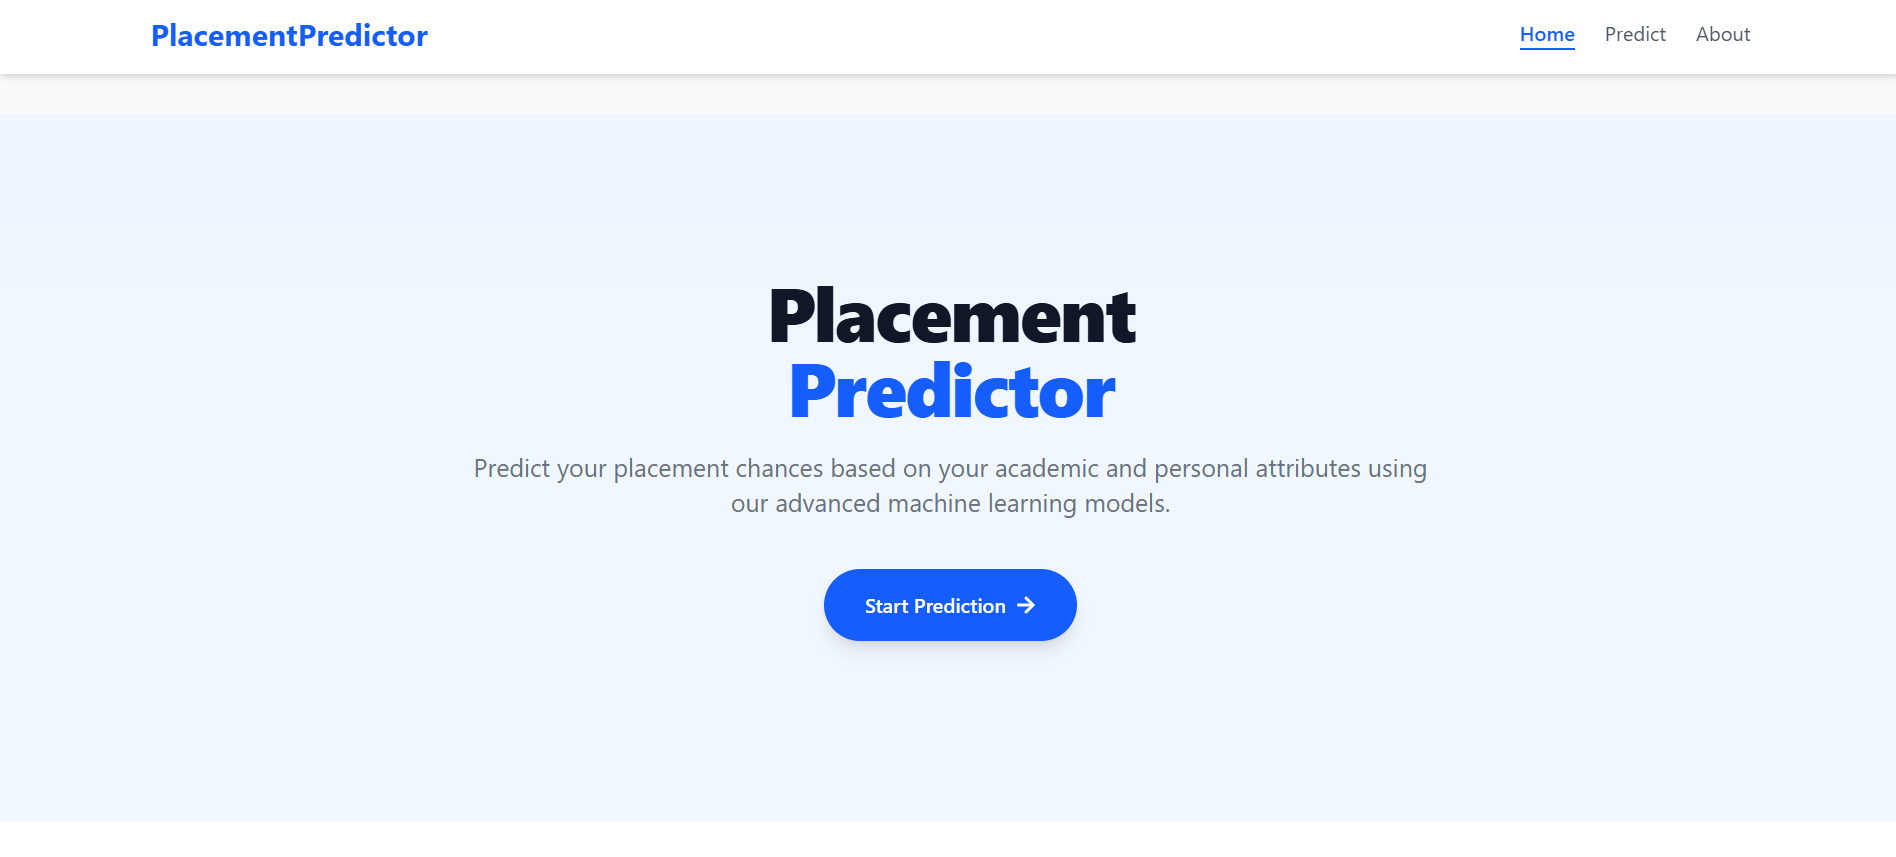 PlacementPredictor
Home Predict About
Placement
Predictor
Predict your placement chances based on your academic and personal attributes using
our advanced machine learning models.
Start Prediction →